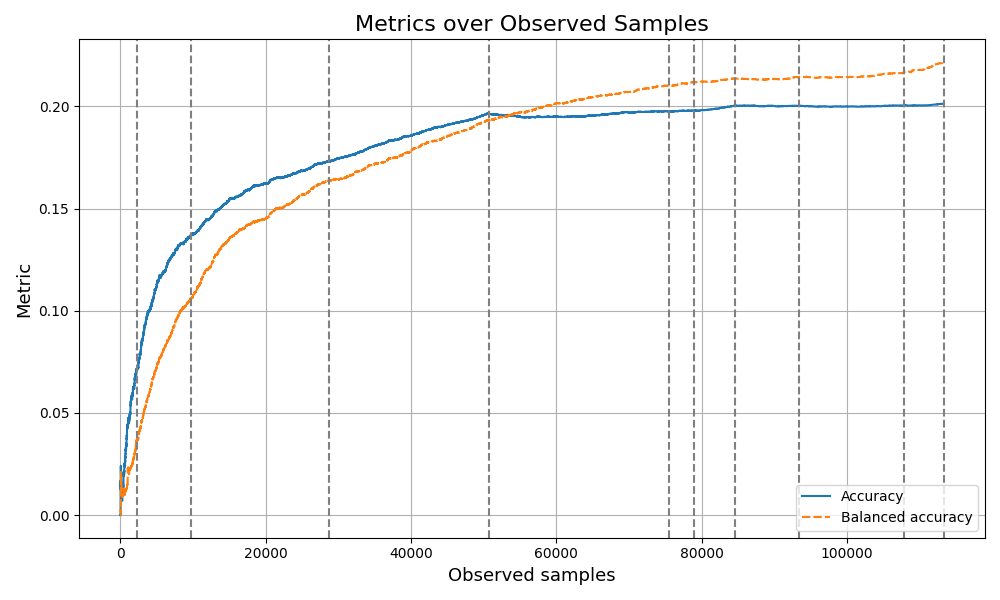 Metrics over Observed Samples
Metric
0.20
0.15
0.10
0.05
0.00
0
20000
40000
60000
80000
100000
Observed samples
Accuracy
Balanced accuracy